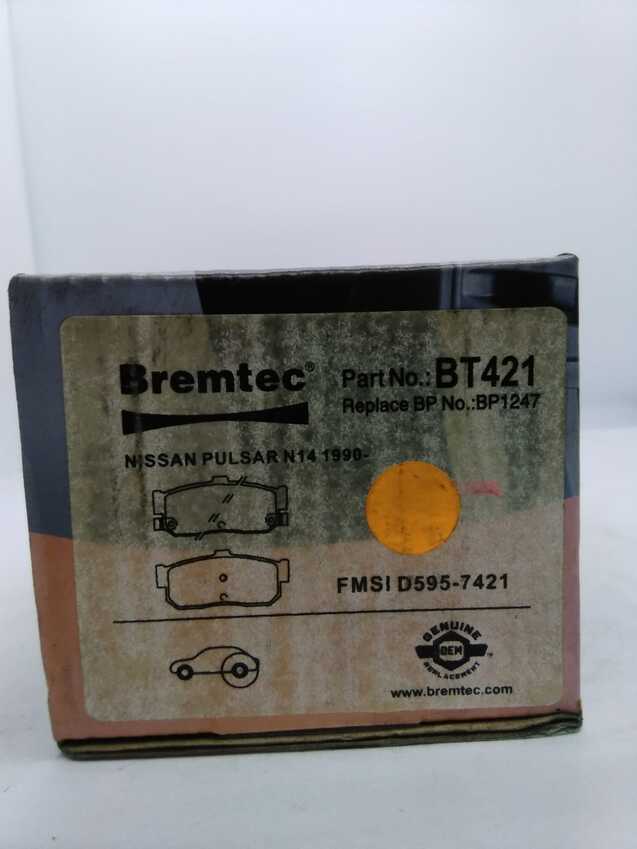 Bremtec®
Part No.: BT421
Replace BP No.:BP1247
NISSAN PULSAR N14 1990-
FMSI D595-7421
GENUINE
OEM
REPLACEMENT
™
www.bremtec.com